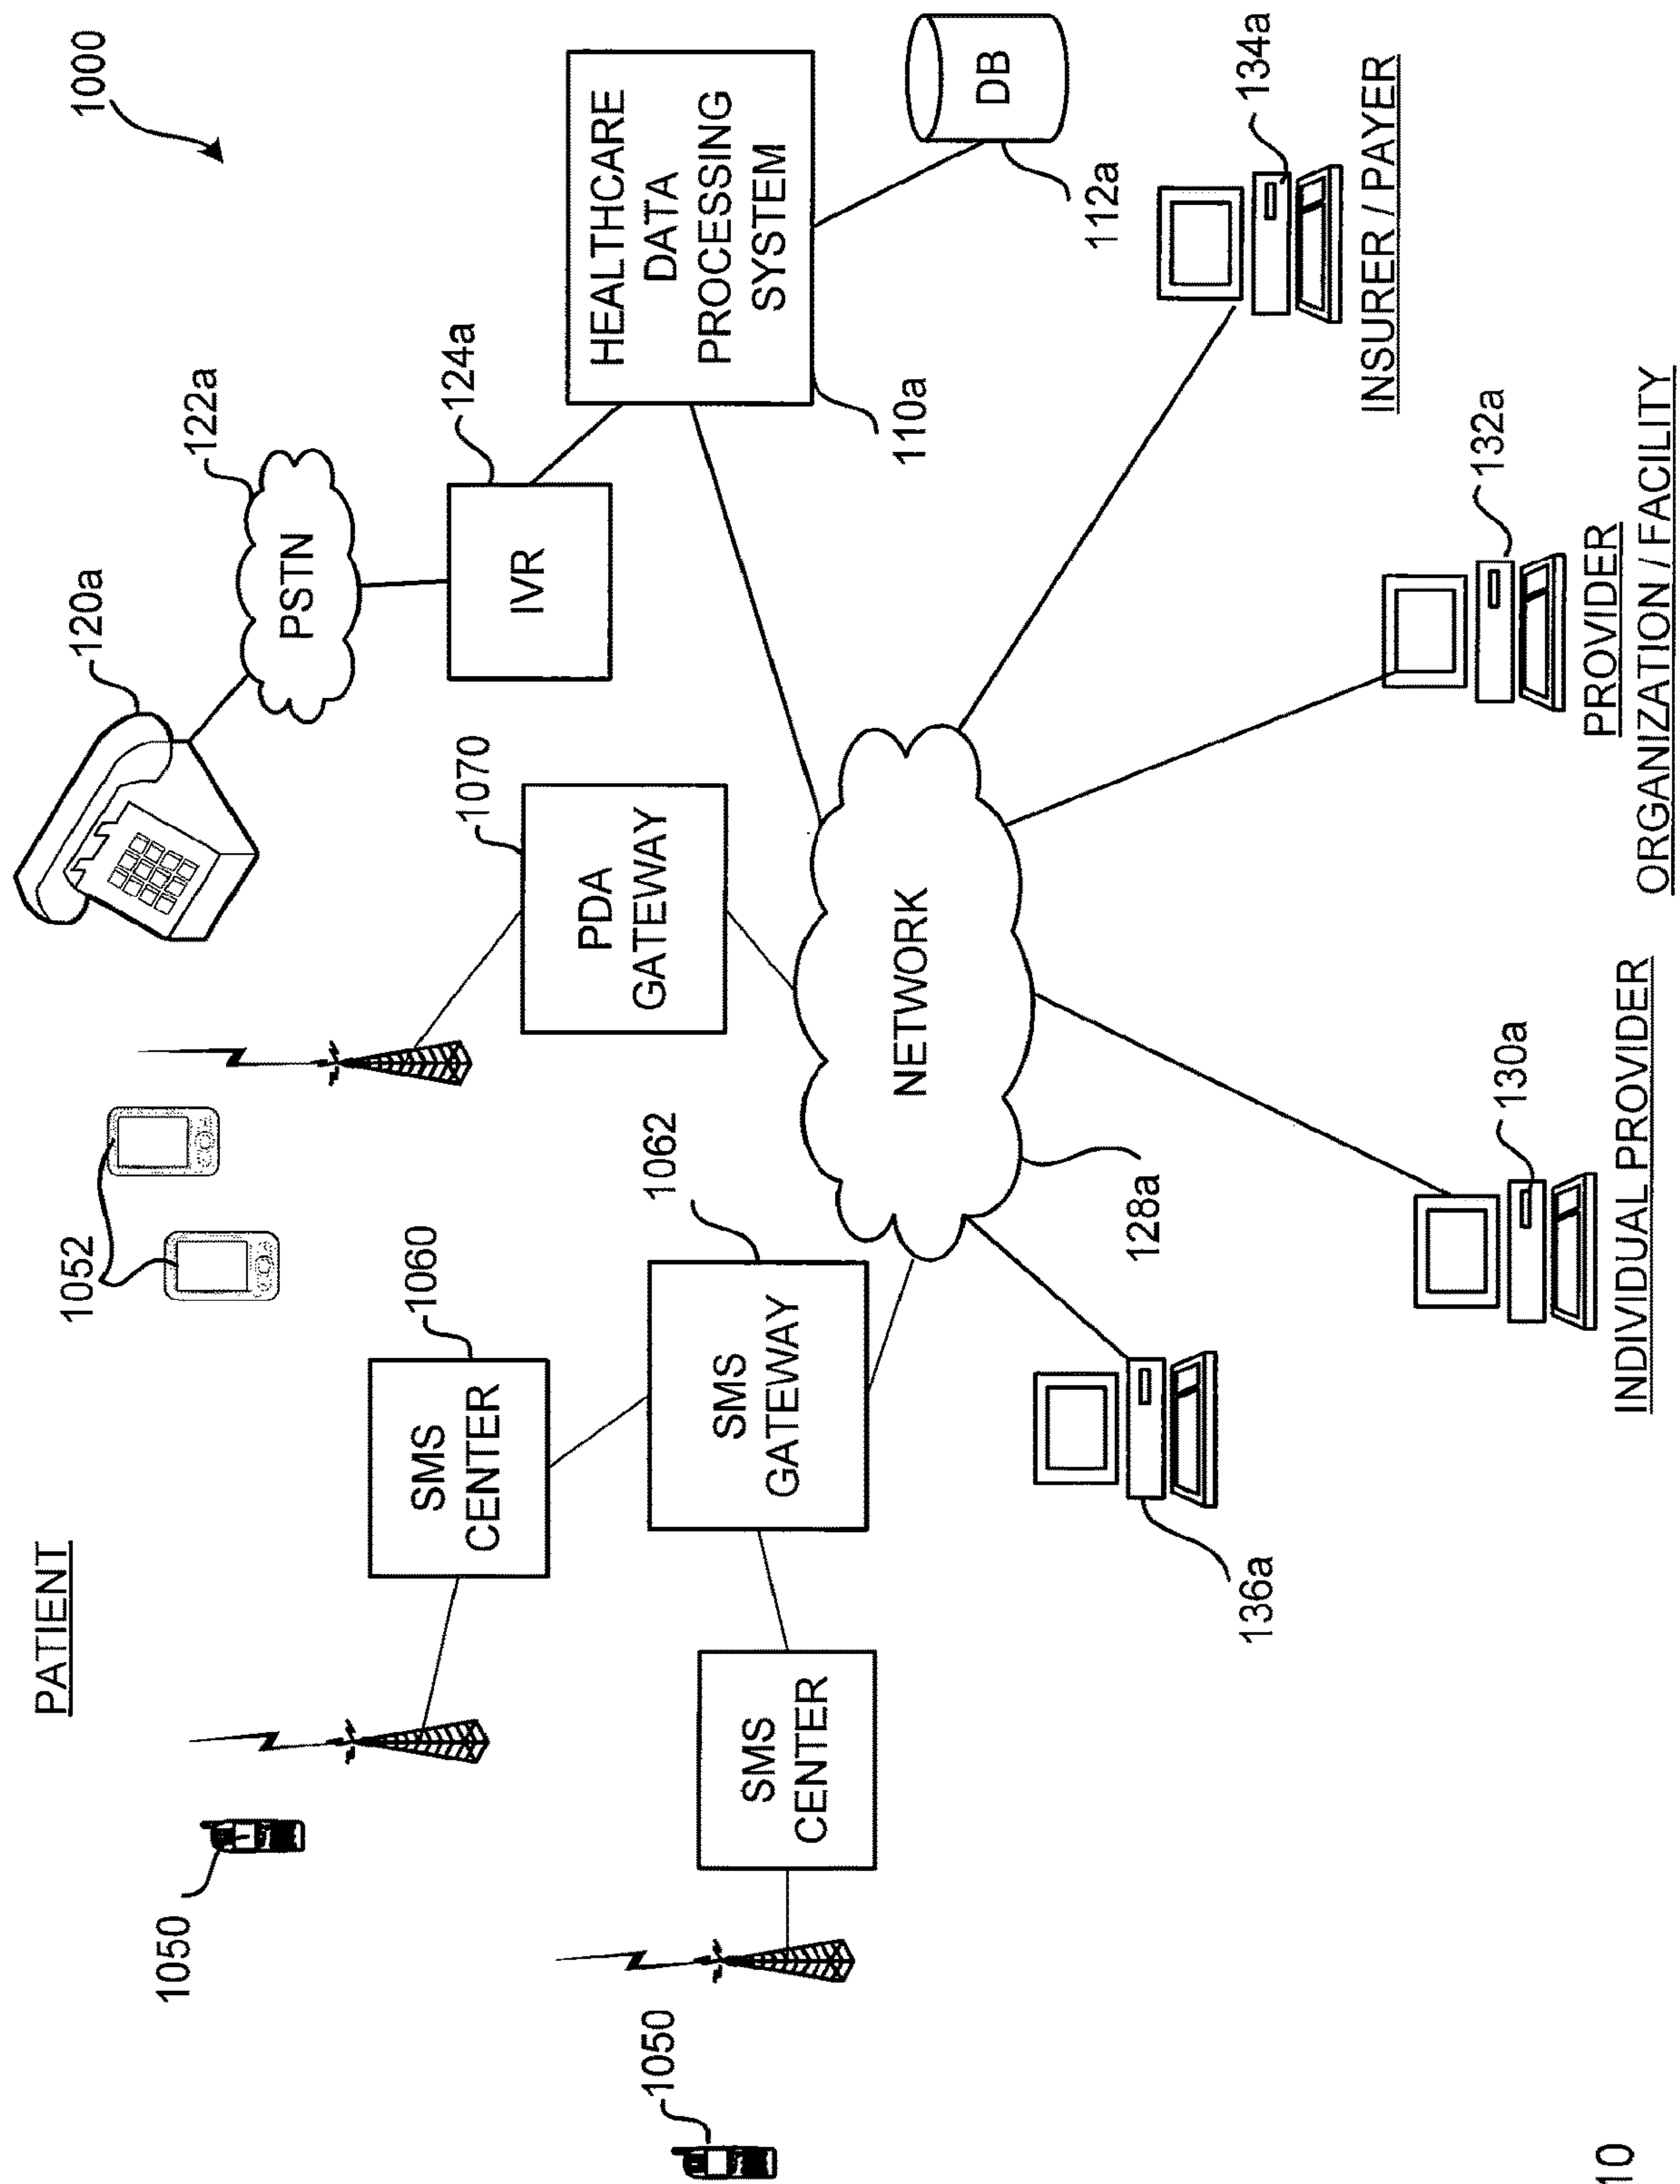 PATIENT
1000
1052
120a
1050
122a
PSTN
1060
SMS
CENTER
1070
PDA
GATEWAY
124a
IVR
HEALTHCARE
DATA
PROCESSING
SYSTEM
110a
1050
1062
SMS
GATEWAY
SMS
CENTER
NETWORK
DB
112a
128a
136a
134a
INSURER / PAYER
132a
PROVIDER
ORGANIZATION / FACILITY
130a
INDIVIDUAL PROVIDER
10